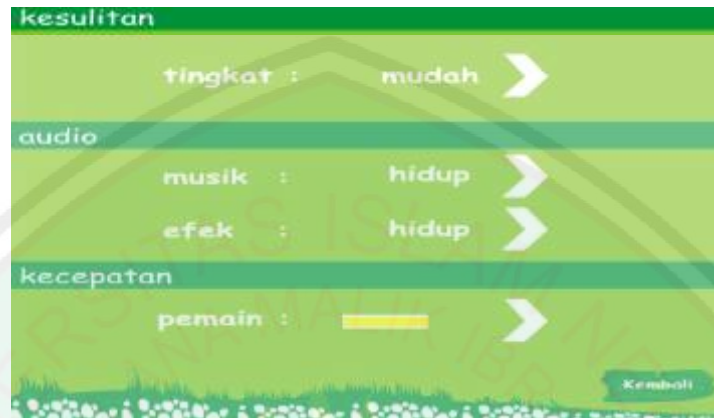 kesulitan
tingkat : mudah
audio
musik : hidup
efek : hidup
kecepatan
pemain :
Kembali